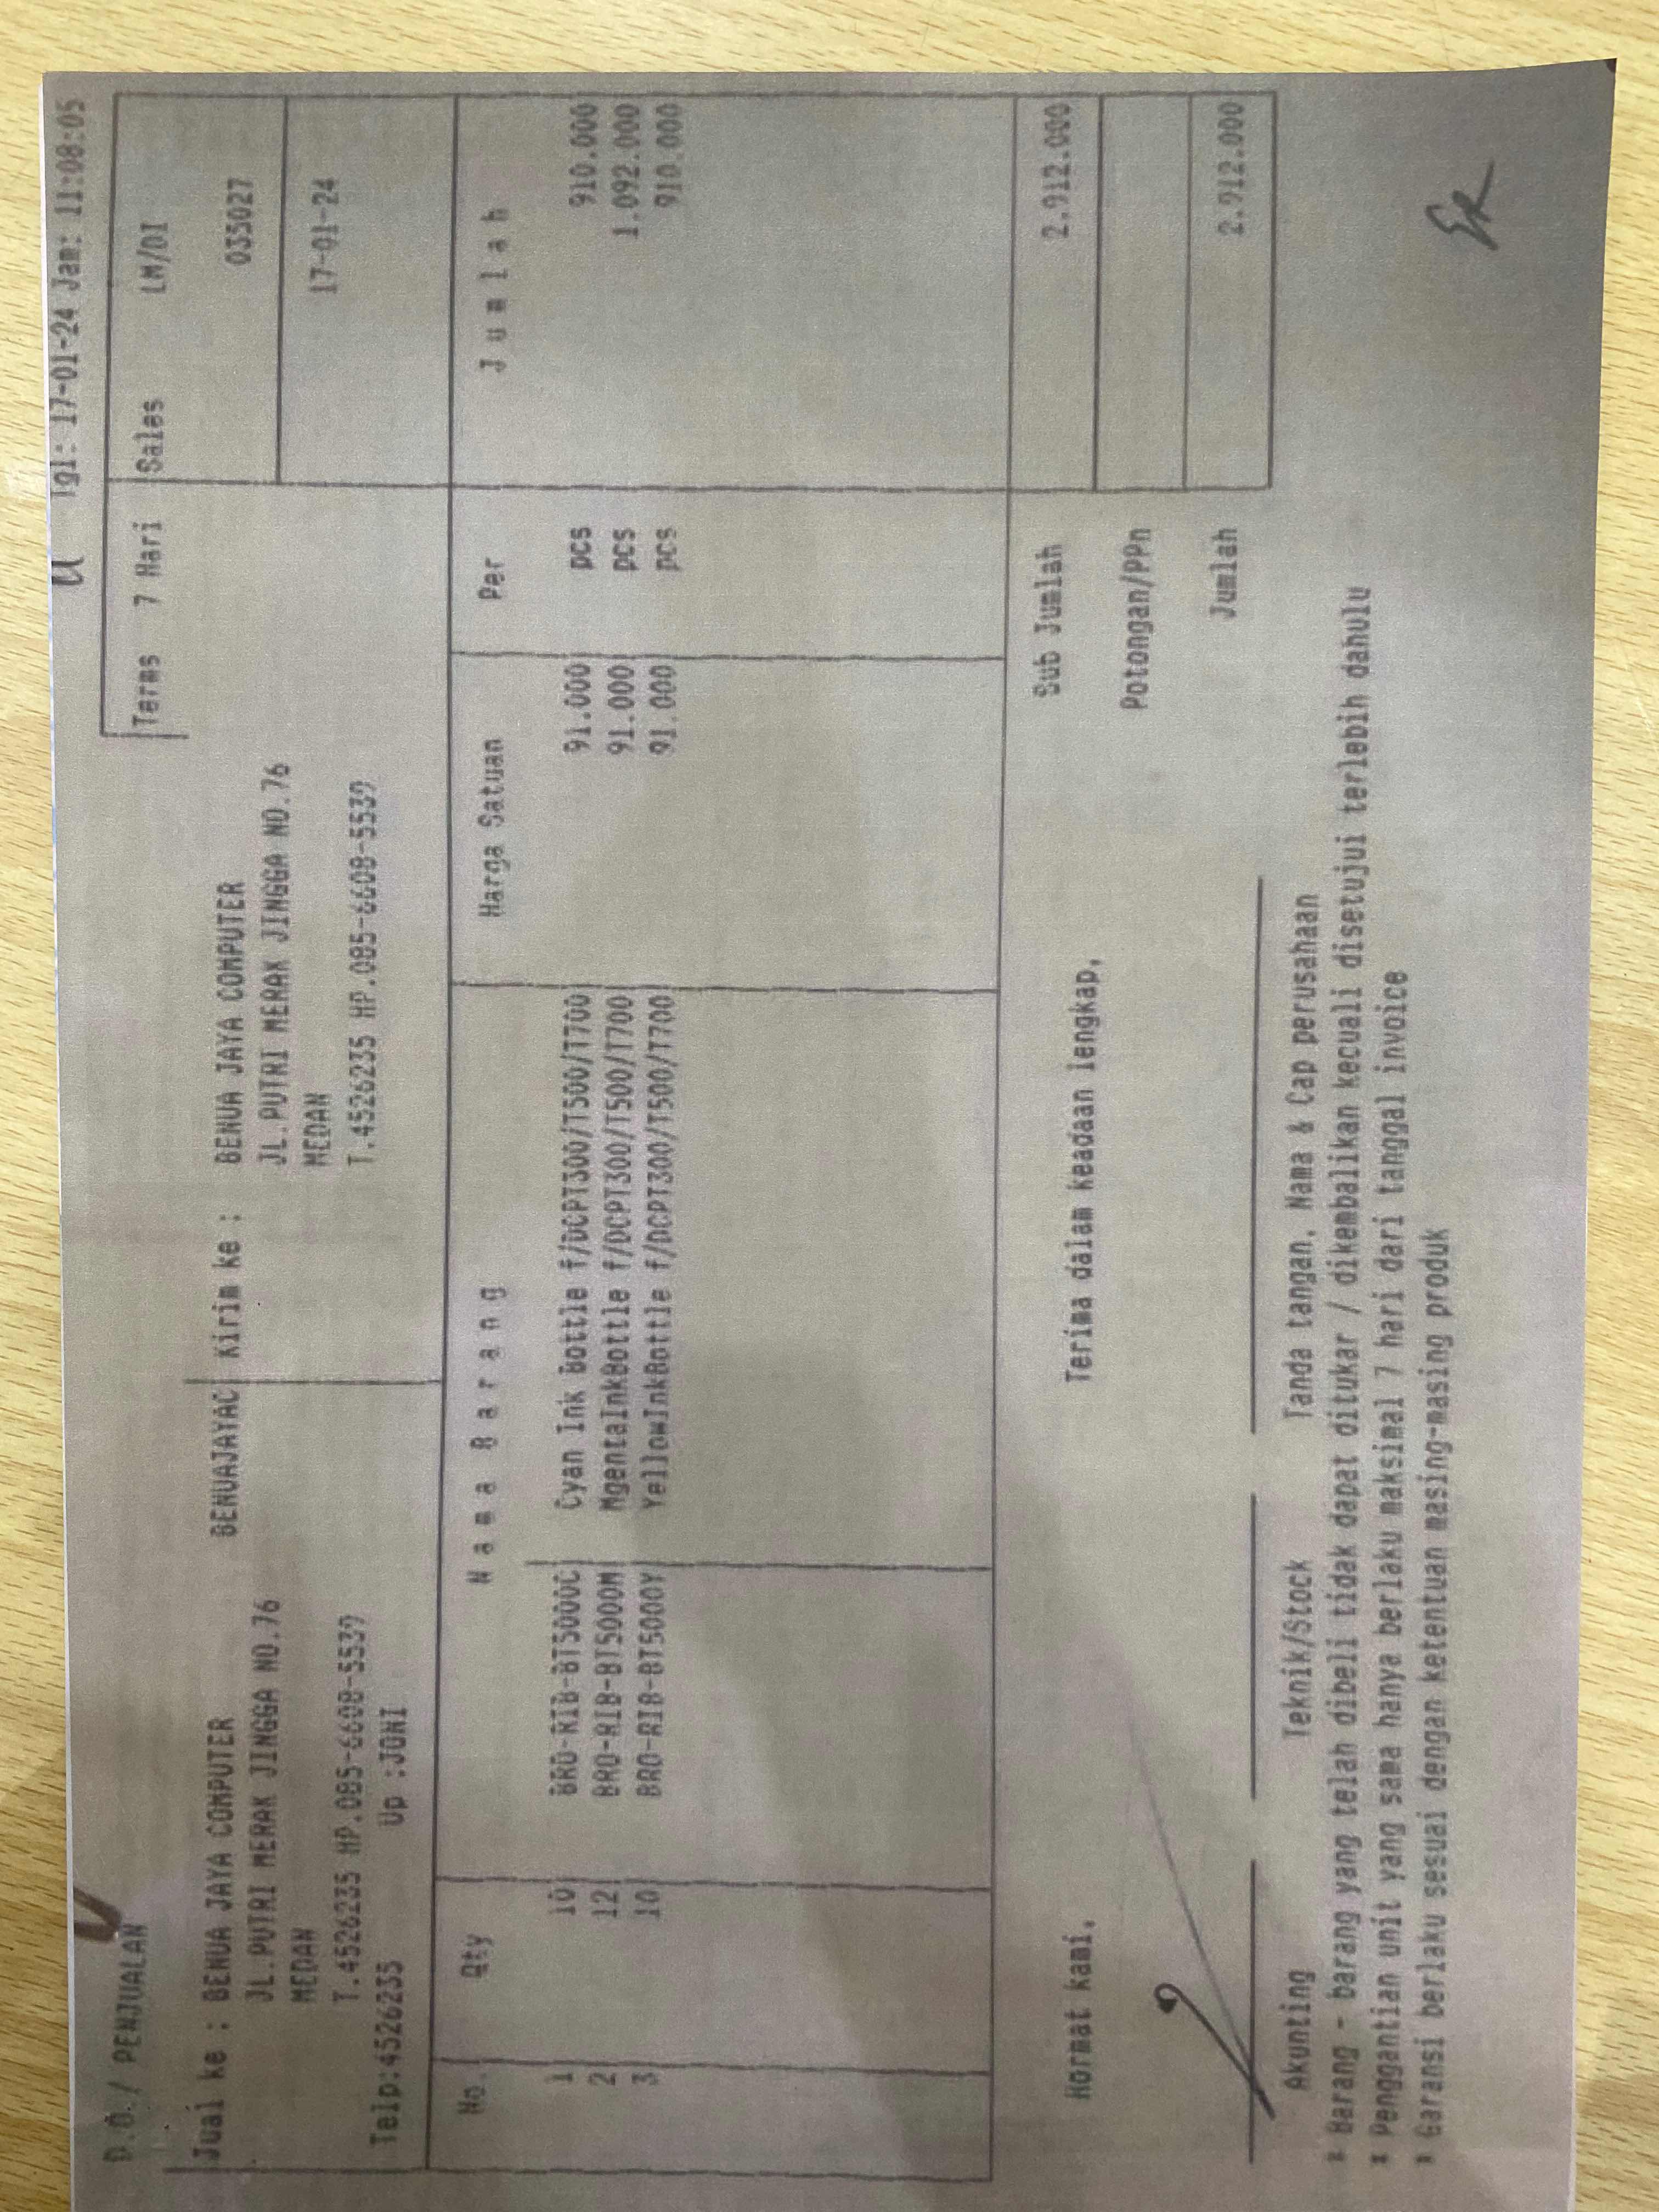 Tgl: 17-01-24 Jam: 11:08:05
D.O./ PENJUALAN
Terms 7 Hari Sales LM/DI
Jual ke : BENUA JAYA COMPUTER BENUAJAYAC Kirim ke : BENUA JAYA COMPUTER 035027
JL.PUTRI MERAK JINGGA NO.76 JL.PUTRI MERAK JINGGA NO.76
MEDAN MEDAN 17-01-24
T.4526235 HP.085-6608-5539 T.4526235 HP.085-6608-5539
Telp:4526235 Up :JONI
No. Qty N a m a B a r a n g Harga Satuan Per J u m l a h
1 10 BRO-RIB-BT5000C Cyan Ink Bottle f/DCPT300/T500/T700 91.000 pcs 910.000
2 12 BRO-RIB-BT5000M MgentaInkBottle f/DCPT300/T500/T700 91.000 pcs 1.092.000
3 10 BRO-RIB-BT5000Y YellowInkBottle f/DCPT300/T500/T700 91.000 pcs 910.000
Sub Jumlah 2.912.000
Hormat kami, Terima dalam keadaan lengkap,
Potongan/PPn
Jumlah 2.912.000
Akunting Teknik/Stock Tanda tangan, Nama & Cap perusahaan
* Barang - barang yang telah dibeli tidak dapat ditukar / dikembalikan kecuali disetujui terlebih dahulu
* Penggantian unit yang sama hanya berlaku maksimal 7 hari dari tanggal invoice
* Garansi berlaku sesuai dengan ketentuan masing-masing produk